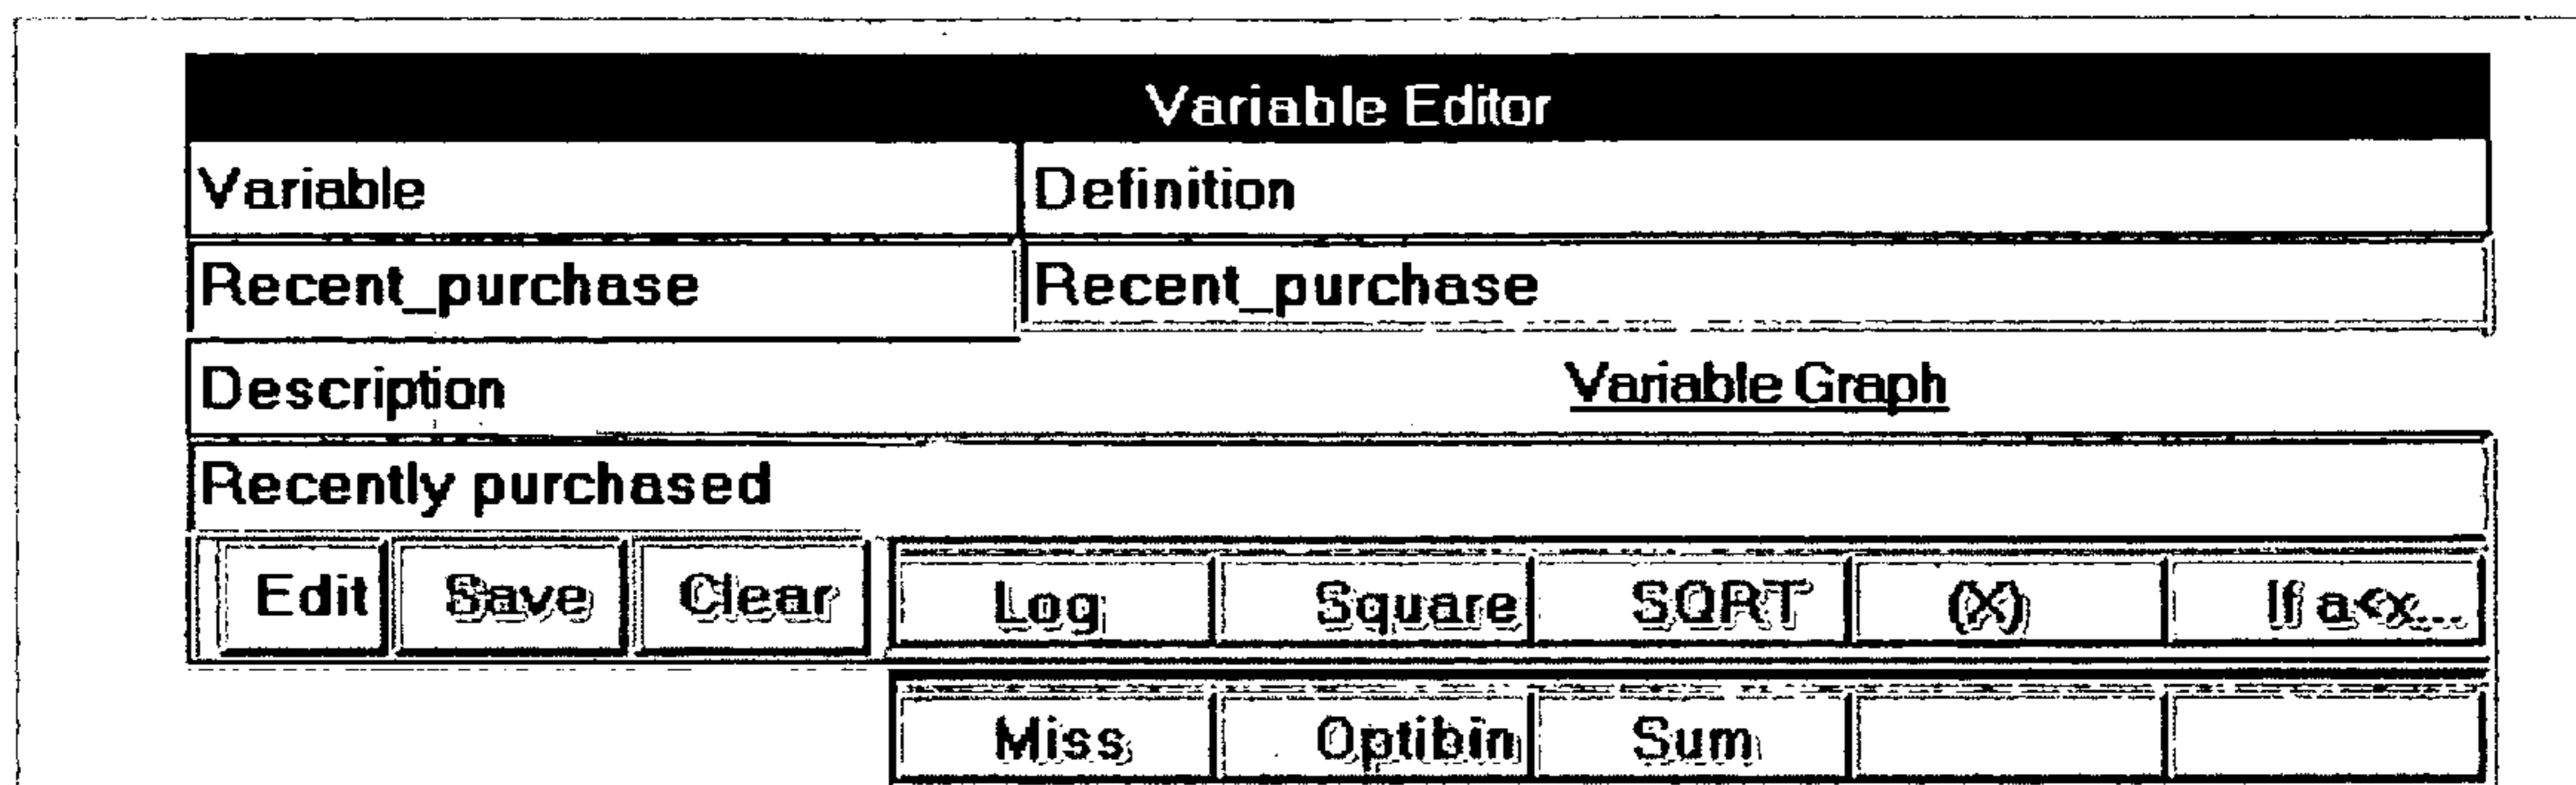 Variable Editor
Variable Definition
Recent_purchase Recent_purchase
Description Variable Graph
Recently purchased
Edit Save Clear Log Square SQRT (X) If a<x...
Miss Optibin Sum